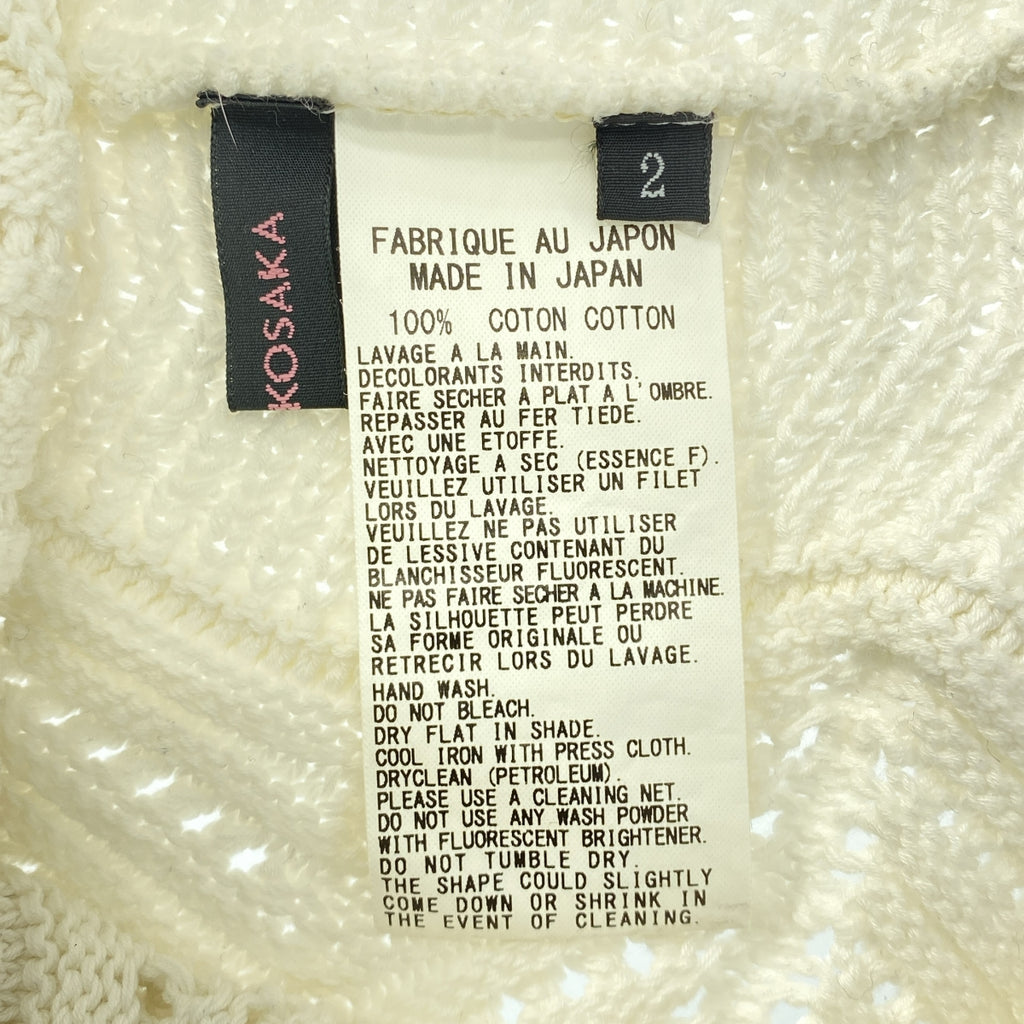 KOSAKA
2
FABRIQUE AU JAPON
MADE IN JAPAN
100% COTON COTTON
LAVAGE A LA MAIN.
DECOLORANTS INTERDITS.
FAIRE SECHER A PLAT A L'OMBRE.
REPASSER AU FER TIEDE.
AVEC UNE ETOFFE.
NETTOYAGE A SEC (ESSENCE F).
VEUILLEZ UTILISER UN FILET
LORS DU LAVAGE.
VEUILLEZ NE PAS UTILISER
DE LESSIVE CONTENANT DU
BLANCHISSEUR FLUORESCENT.
NE PAS FAIRE SECHER A LA MACHINE.
LA SILHOUETTE PEUT PERDRE
SA FORME ORIGINALE OU
RETRECIR LORS DU LAVAGE.
HAND WASH.
DO NOT BLEACH.
DRY FLAT IN SHADE.
COOL IRON WITH PRESS CLOTH.
DRYCLEAN (PETROLEUM).
PLEASE USE A CLEANING NET.
DO NOT USE ANY WASH POWDER
WITH FLUORESCENT BRIGHTENER.
DO NOT TUMBLE DRY.
THE SHAPE COULD SLIGHTLY
COME DOWN OR SHRINK IN
THE EVENT OF CLEANING.